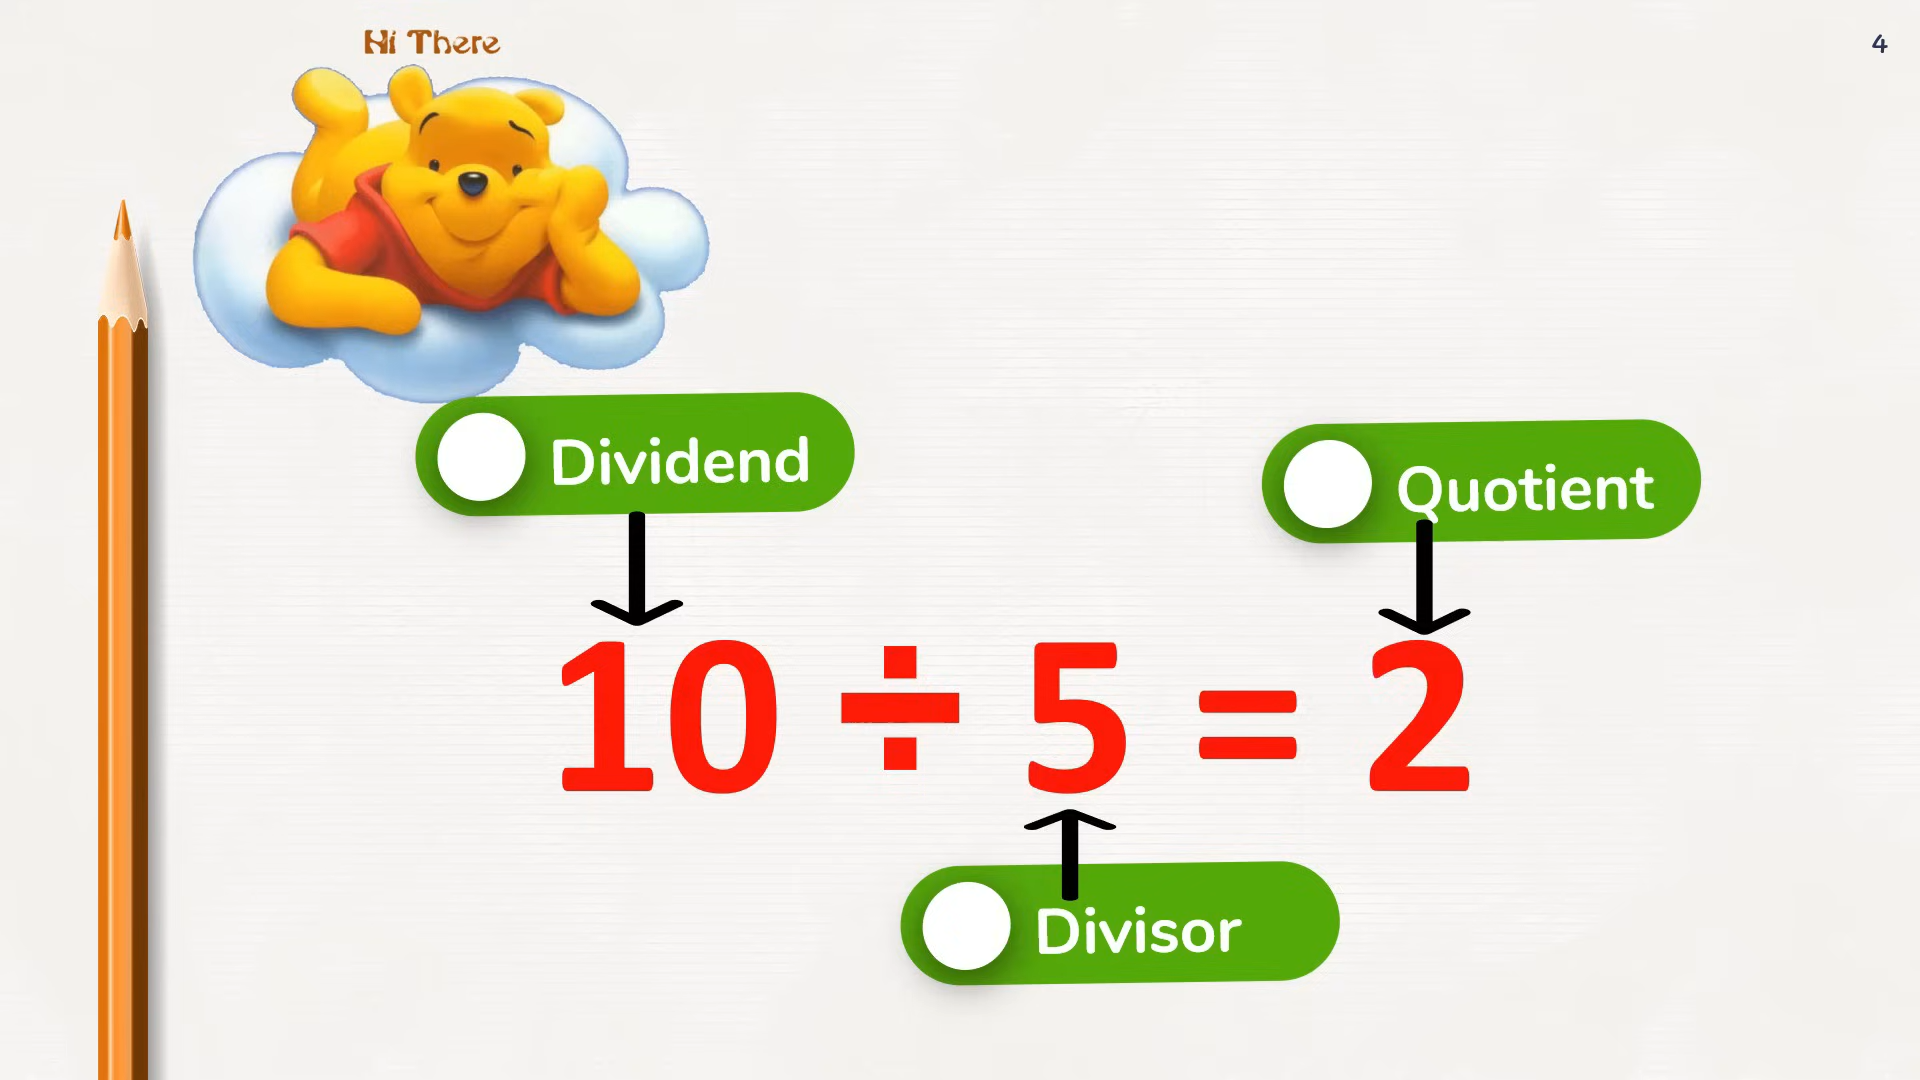 Hi There
4
Dividend
Quotient
10 ÷ 5 = 2
Divisor